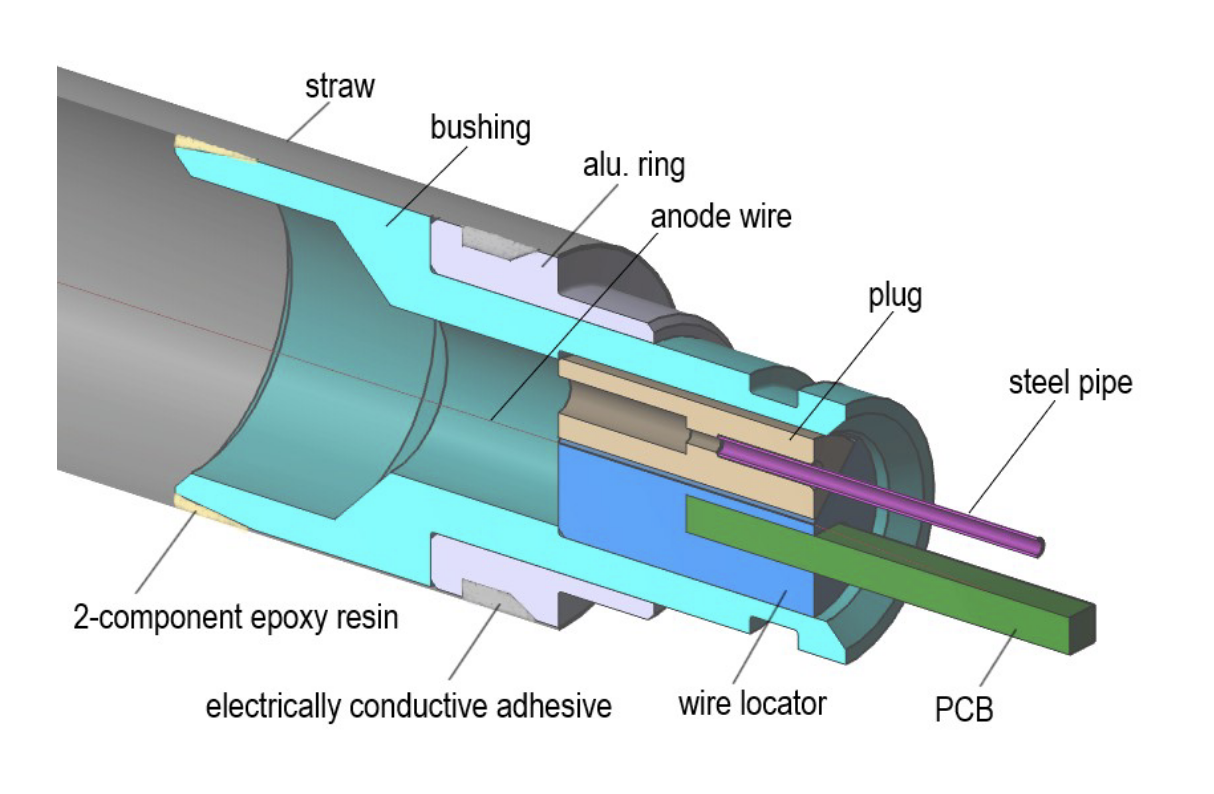 straw
bushing
alu. ring
anode wire
plug
steel pipe
2-component epoxy resin
electrically conductive adhesive
wire locator
PCB